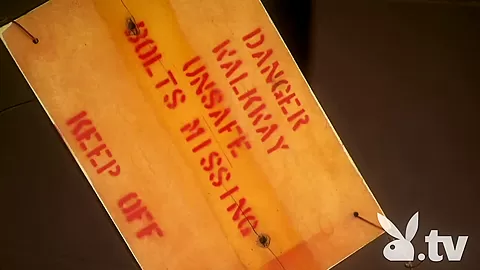 DANGER
WALKWAY
UNSAFE
BOLTS MISSING
KEEP OFF
.tv